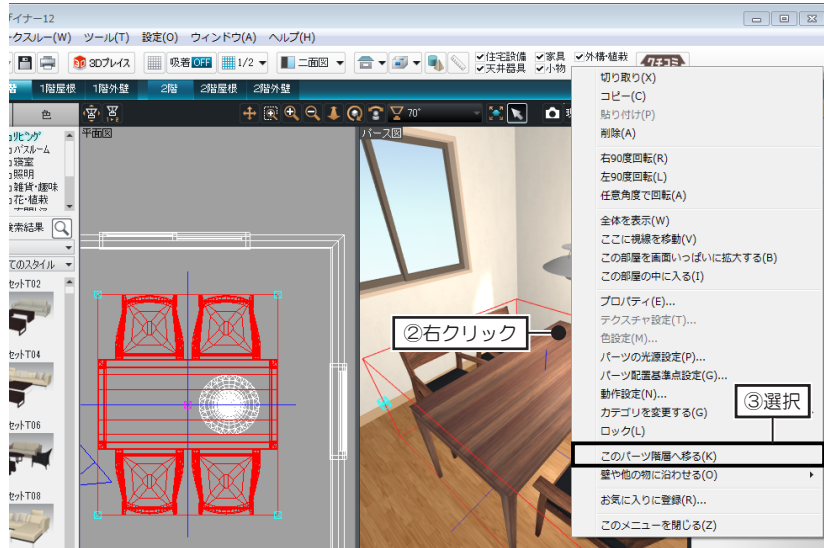 ザイナー12
ークスルー(W) ツール(T) 設定(O) ウィンドウ(A) ヘルプ(H)
3Dプレイス 吸着 OFF 1/2 二面図 ✓住宅設備 ✓家具 ✓外構・植栽
✓天井器具 ✓小物 クチコミ
階 1階屋根 1階外壁 2階 2階屋根 2階外壁
色 70°
平面図 パース図
リビング
バスルーム
寝室
照明
雑貨・趣味
花・植栽
検索結果
てのスタイル
セットT02
セットT04
セットT06
セットT08
②右クリック
切り取り(X)
コピー(C)
貼り付け(P)
削除(A)
右90度回転(R)
左90度回転(L)
任意角度で回転(A)
全体を表示(W)
ここに視線を移動(V)
この部屋を画面いっぱいに拡大する(B)
この部屋の中に入る(I)
プロパティ(E)...
テクスチャ設定(T)...
色設定(M)...
パーツの光源設定(P)...
パーツ配置基準点設定(G)...
動作設定(N)...
カテゴリを変更する(G)
ロック(L)
③選択
このパーツ階層へ移る(K)
壁や他の物に沿わせる(O)
お気に入りに登録(R)...
このメニューを閉じる(Z)